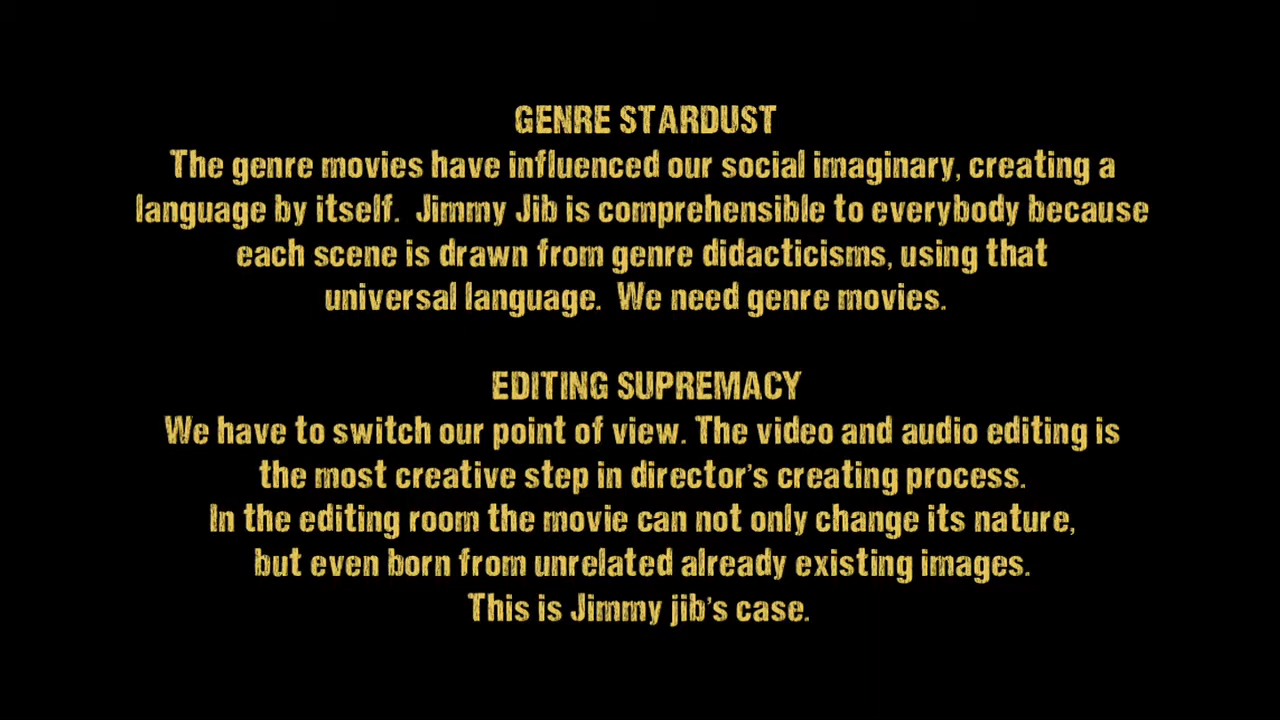 GENRE STARDUST
The genre movies have influenced our social imaginary, creating a
language by itself.  Jimmy Jib is comprehensible to everybody because
each scene is drawn from genre didacticisms, using that
universal language.  We need genre movies.
EDITING SUPREMACY
We have to switch our point of view. The video and audio editing is
the most creative step in director's creating process.
In the editing room the movie can not only change its nature,
but even born from unrelated already existing images.
This is Jimmy jib's case.